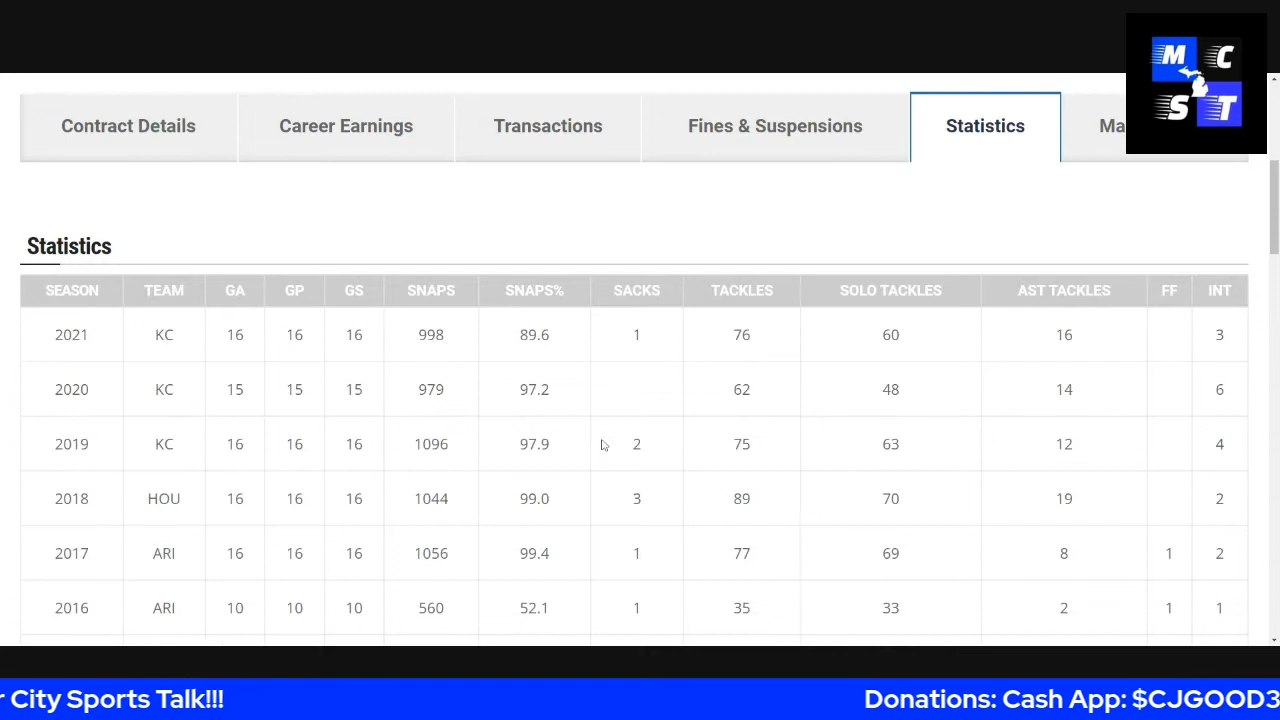 M C
S T
Contract Details Career Earnings Transactions Fines & Suspensions Statistics Ma
Statistics
SEASON TEAM GA GP GS SNAPS SNAPS% SACKS TACKLES SOLO TACKLES AST TACKLES FF INT
2021 KC 16 16 16 998 89.6 1 76 60 16 3
2020 KC 15 15 15 979 97.2 62 48 14 6
2019 KC 16 16 16 1096 97.9 2 75 63 12 4
2018 HOU 16 16 16 1044 99.0 3 89 70 19 2
2017 ARI 16 16 16 1056 99.4 1 77 69 8 1 2
2016 ARI 10 10 10 560 52.1 1 35 33 2 1 1
r City Sports Talk!!! Donations: Cash App: $CJGOOD3